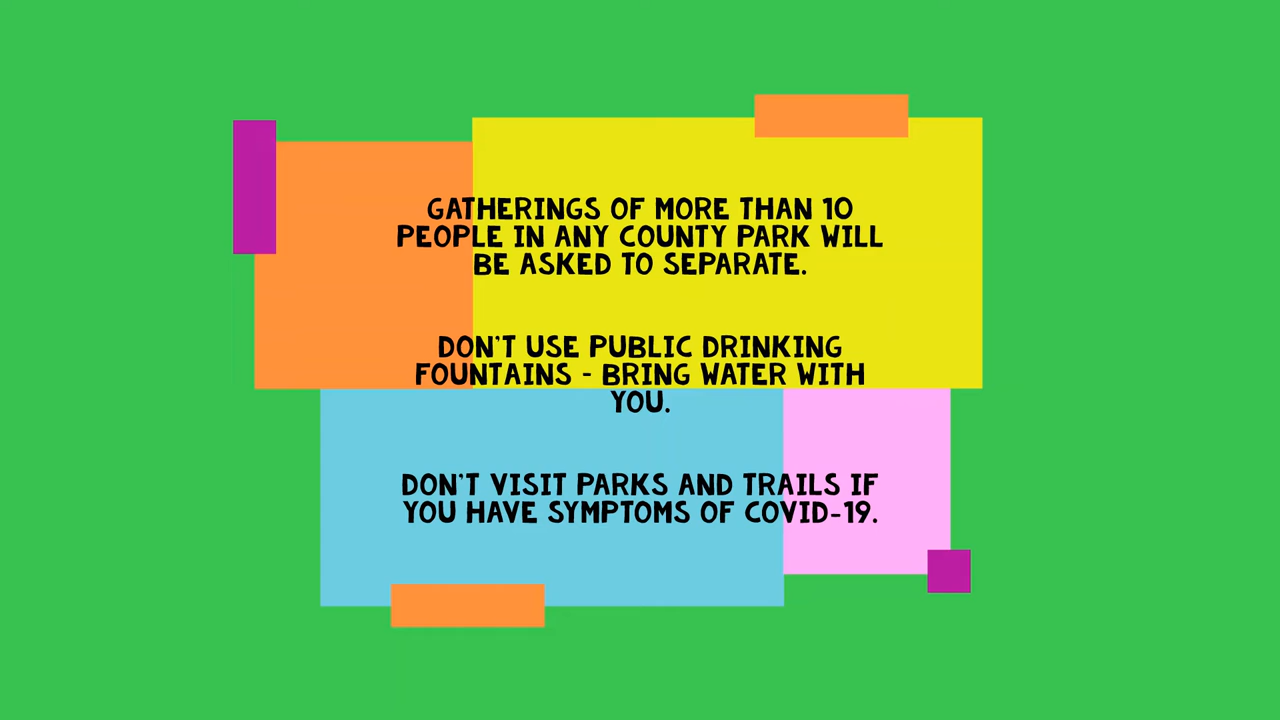 GATHERINGS OF MORE THAN 10
PEOPLE IN ANY COUNTY PARK WILL
BE ASKED TO SEPARATE.
DON'T USE PUBLIC DRINKING
FOUNTAINS - BRING WATER WITH
YOU.
DON'T VISIT PARKS AND TRAILS IF
YOU HAVE SYMPTOMS OF COVID-19.